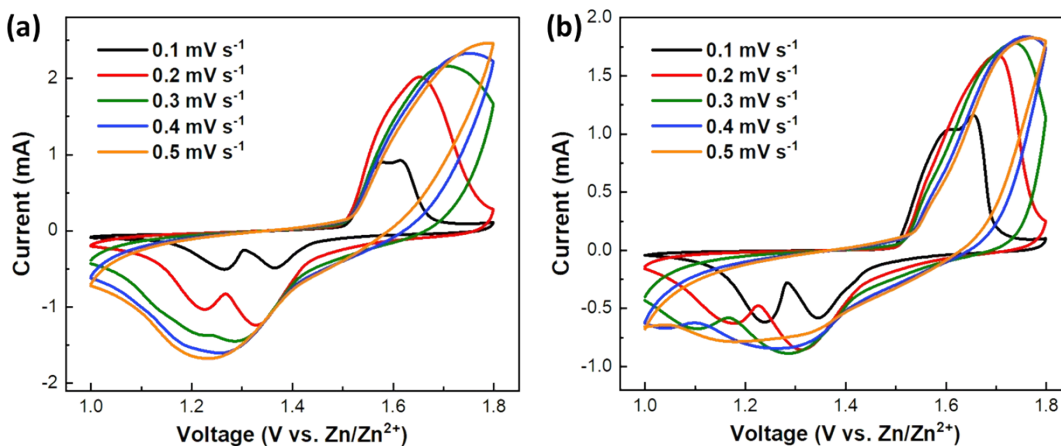 (a)
0.1 mV s⁻¹
0.2 mV s⁻¹
0.3 mV s⁻¹
0.4 mV s⁻¹
0.5 mV s⁻¹
Current (mA)
2
1
0
-1
-2
1.0 1.2 1.4 1.6 1.8
Voltage (V vs. Zn/Zn²⁺)
(b)
0.1 mV s⁻¹
0.2 mV s⁻¹
0.3 mV s⁻¹
0.4 mV s⁻¹
0.5 mV s⁻¹
Current (mA)
2.0
1.5
1.0
0.5
0.0
-0.5
-1.0
1.0 1.2 1.4 1.6 1.8
Voltage (V vs. Zn/Zn²⁺)